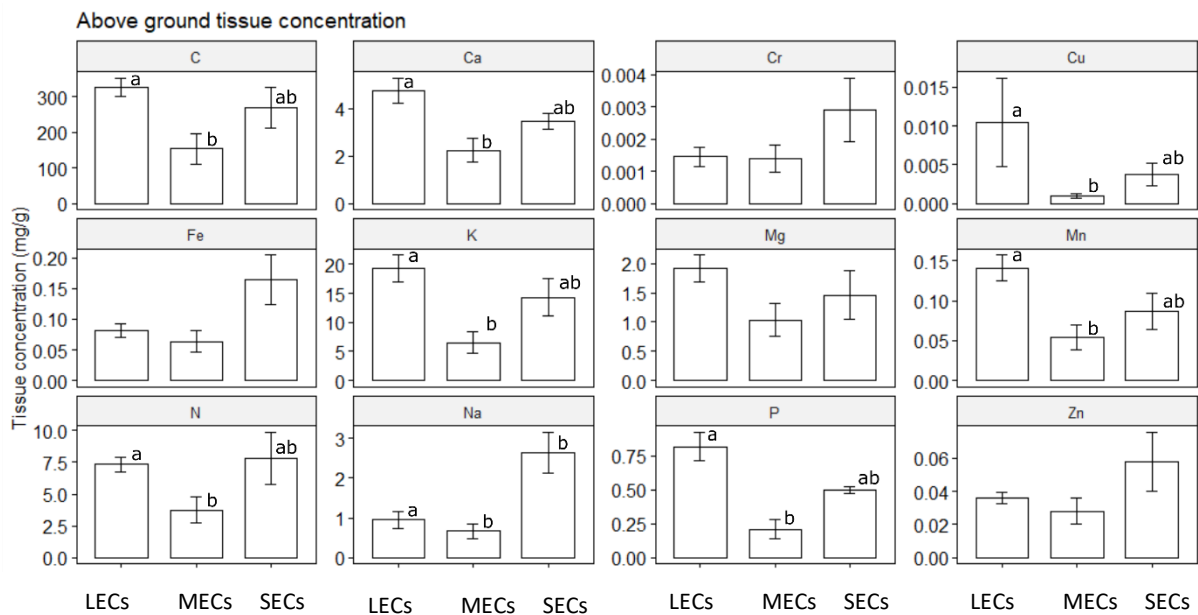 Above ground tissue concentration
C Ca Cr Cu
300
200
100
0
a
b
ab
4
2
0
a
b
ab
0.004
0.003
0.002
0.001
0.000
0.015
0.010
0.005
0.000
a
b
ab
Fe K Mg Mn
0.20
0.15
0.10
0.05
0.00
20
15
10
5
0
a
b
ab
2.0
1.5
1.0
0.5
0.0
0.15
0.10
0.05
0.00
a
b
ab
N Na P Zn
10.0
7.5
5.0
2.5
0.0
a
b
ab
3
2
1
0
a
b
b
0.75
0.50
0.25
0.00
a
b
ab
0.06
0.04
0.02
0.00
Tissue concentration (mg/g)
LECs MECs SECs LECs MECs SECs LECs MECs SECs LECs MECs SECs